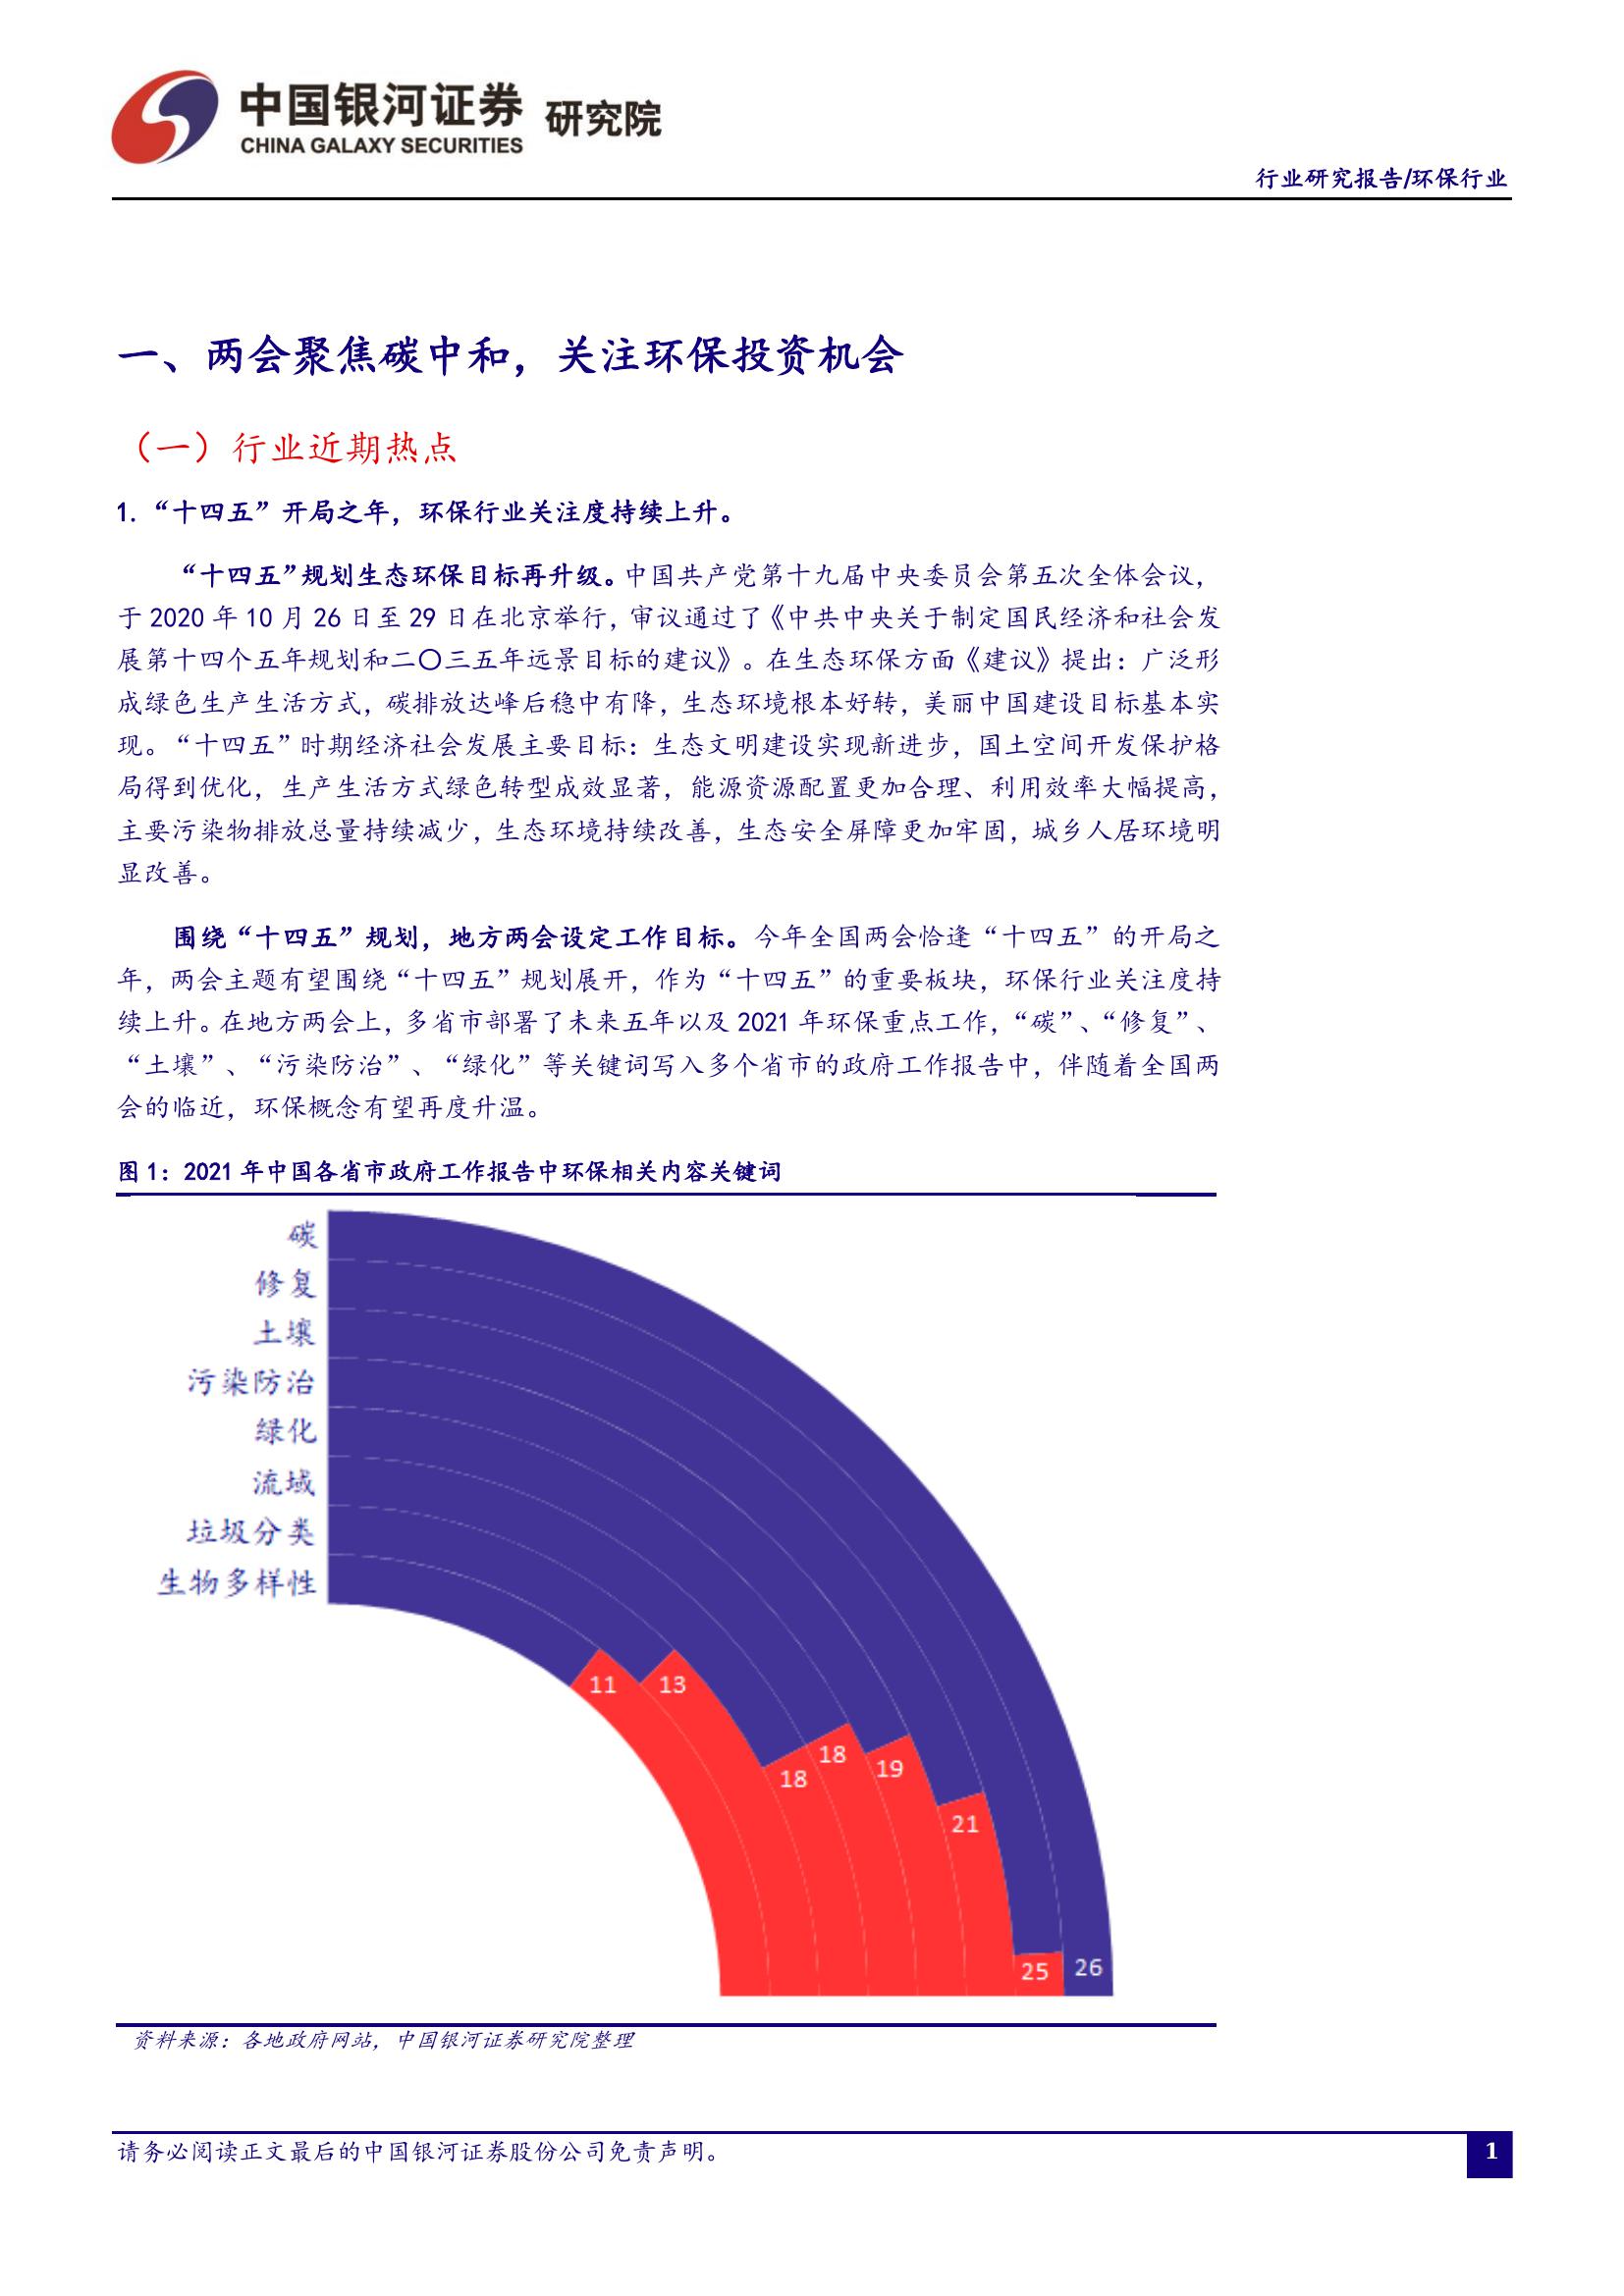 中国银河证券 研究院
CHINA GALAXY SECURITIES
行业研究报告/环保行业
一、两会聚焦碳中和，关注环保投资机会
（一）行业近期热点
1. “十四五”开局之年，环保行业关注度持续上升。
“十四五”规划生态环保目标再升级。中国共产党第十九届中央委员会第五次全体会议，
于 2020 年 10 月 26 日至 29 日在北京举行，审议通过了《中共中央关于制定国民经济和社会发
展第十四个五年规划和二〇三五年远景目标的建议》。在生态环保方面《建议》提出：广泛形
成绿色生产生活方式，碳排放达峰后稳中有降，生态环境根本好转，美丽中国建设目标基本实
现。“十四五”时期经济社会发展主要目标：生态文明建设实现新进步，国土空间开发保护格
局得到优化，生产生活方式绿色转型成效显著，能源资源配置更加合理、利用效率大幅提高，
主要污染物排放总量持续减少，生态环境持续改善，生态安全屏障更加牢固，城乡人居环境明
显改善。
围绕“十四五”规划，地方两会设定工作目标。今年全国两会恰逢“十四五”的开局之
年，两会主题有望围绕“十四五”规划展开，作为“十四五”的重要板块，环保行业关注度持
续上升。在地方两会上，多省市部署了未来五年以及 2021 年环保重点工作，“碳”、“修复”、
“土壤”、“污染防治”、“绿化”等关键词写入多个省市的政府工作报告中，伴随着全国两
会的临近，环保概念有望再度升温。
图 1：2021 年中国各省市政府工作报告中环保相关内容关键词
碳
修复
土壤
污染防治
绿化
流域
垃圾分类
生物多样性
11
13
18
18
19
21
25
26
资料来源：各地政府网站，中国银河证券研究院整理
请务必阅读正文最后的中国银河证券股份公司免责声明。
1